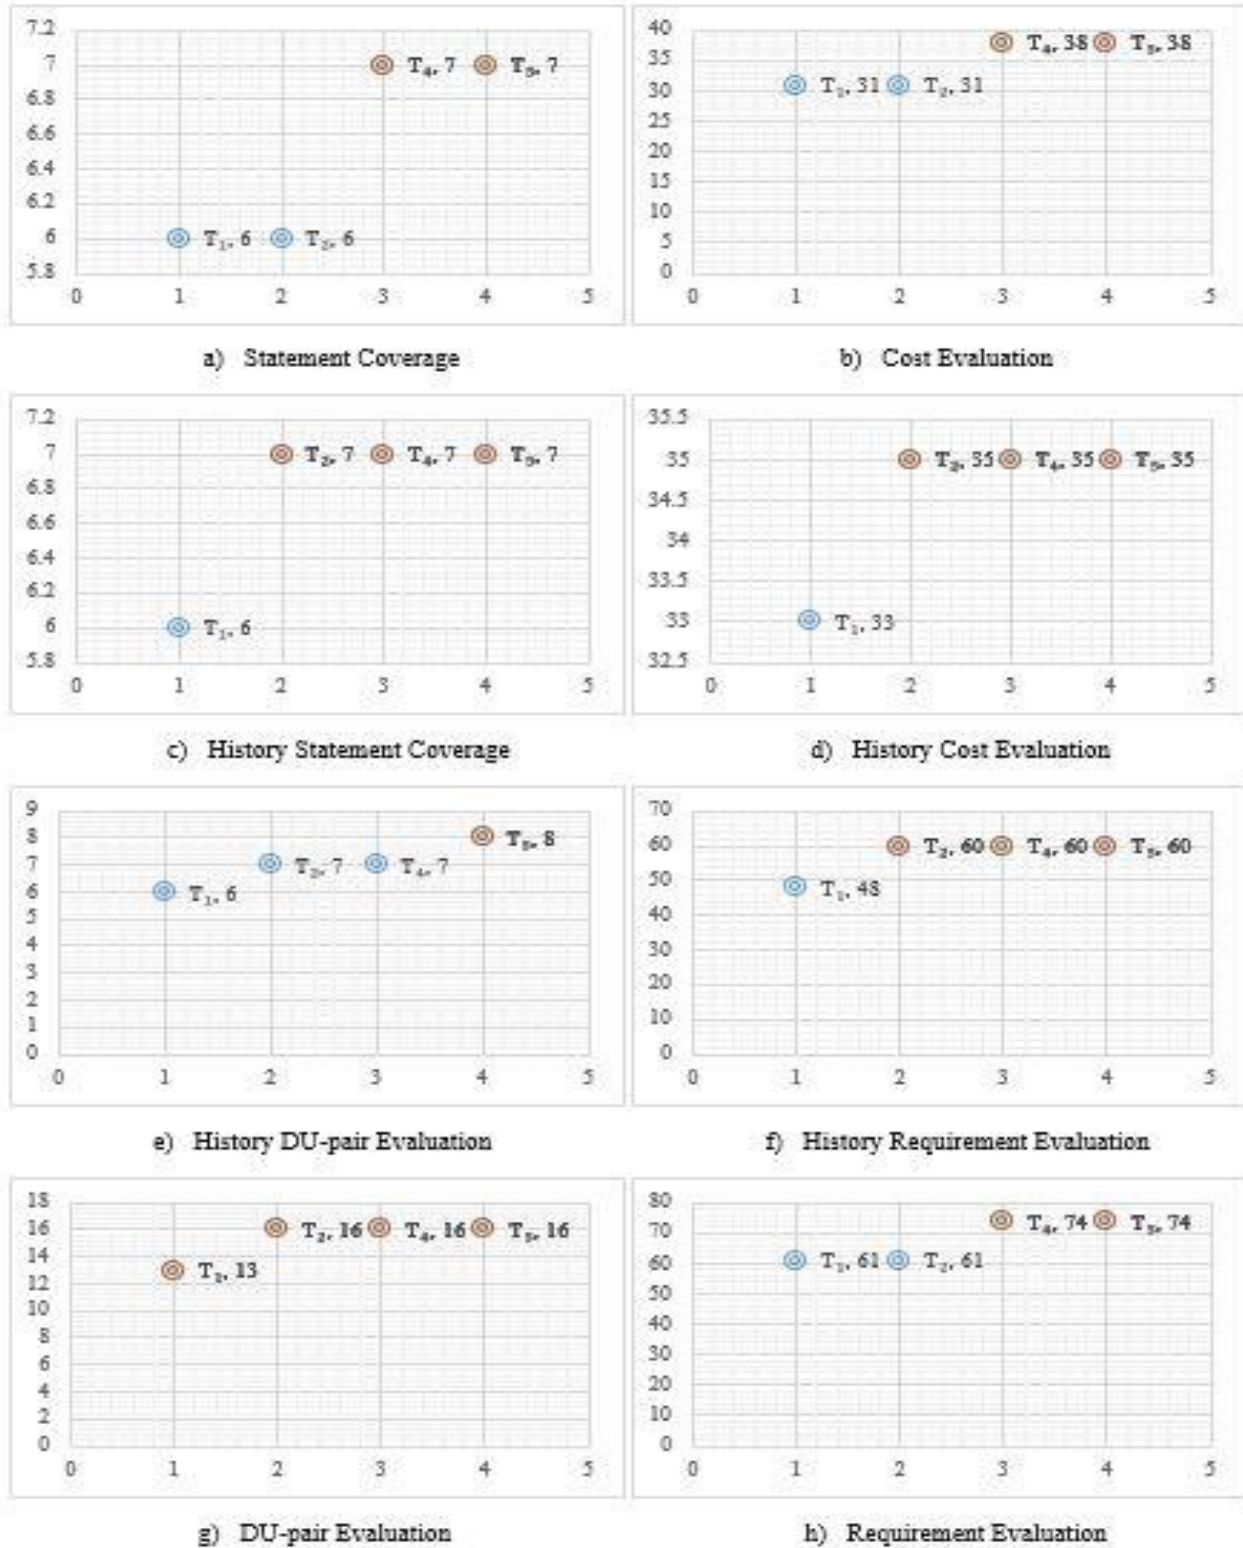 7.2
7
6.8
6.6
6.4
6.2
6
5.8
T₄, 7
T₅, 7
T₁, 6
T₂, 6
0 1 2 3 4 5
a) Statement Coverage
40
35
30
25
20
15
10
5
0
T₄, 38
T₅, 38
T₁, 31
T₂, 31
0 1 2 3 4 5
b) Cost Evaluation
7.2
7
6.8
6.6
6.4
6.2
6
5.8
T₂, 7
T₄, 7
T₅, 7
T₁, 6
0 1 2 3 4 5
c) History Statement Coverage
35.5
35
34.5
34
33.5
33
32.5
T₂, 35
T₄, 35
T₅, 35
T₁, 33
0 1 2 3 4 5
d) History Cost Evaluation
9
8
7
6
5
4
3
2
1
0
T₅, 8
T₂, 7
T₄, 7
T₁, 6
0 1 2 3 4 5
e) History DU-pair Evaluation
70
60
50
40
30
20
10
0
T₂, 60
T₄, 60
T₅, 60
T₁, 48
0 1 2 3 4 5
f) History Requirement Evaluation
18
16
14
12
10
8
6
4
2
0
T₂, 16
T₄, 16
T₅, 16
T₁, 13
0 1 2 3 4 5
g) DU-pair Evaluation
80
70
60
50
40
30
20
10
0
T₄, 74
T₅, 74
T₁, 61
T₂, 61
0 1 2 3 4 5
h) Requirement Evaluation